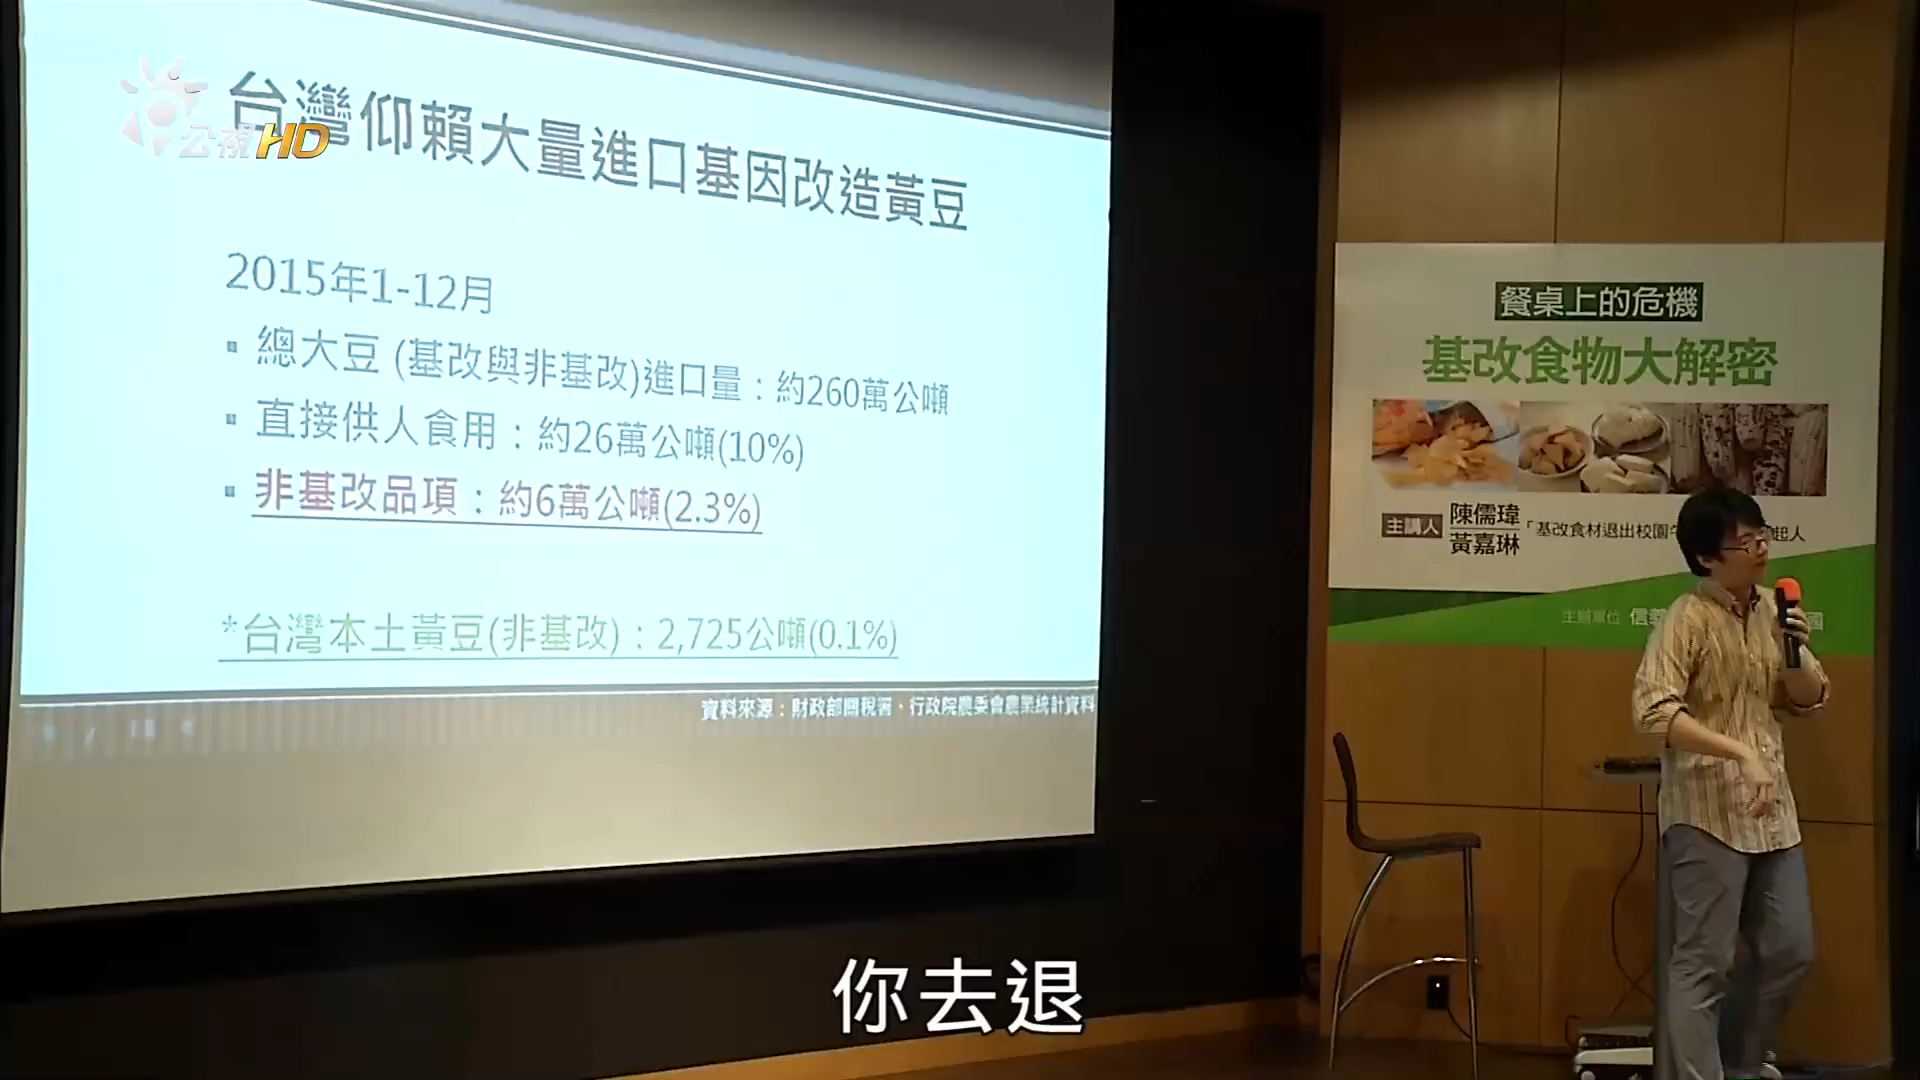 公視HD
台灣仰賴大量進口基因改造黃豆
2015年1-12月
▪ 總大豆 (基改與非基改)進口量：約260萬公噸
▪ 直接供人食用：約26萬公噸(10%)
▪ 非基改品項：約6萬公噸(2.3%)
*台灣本土黃豆(非基改)：2,725公噸(0.1%)
資料來源：財政部關稅署、行政院農委會農業統計資料
餐桌上的危機
基改食物大解密
主講人 陳儒瑋
黃嘉琳
「基改食材退出校園
起人
主辦單位 信義
你去退